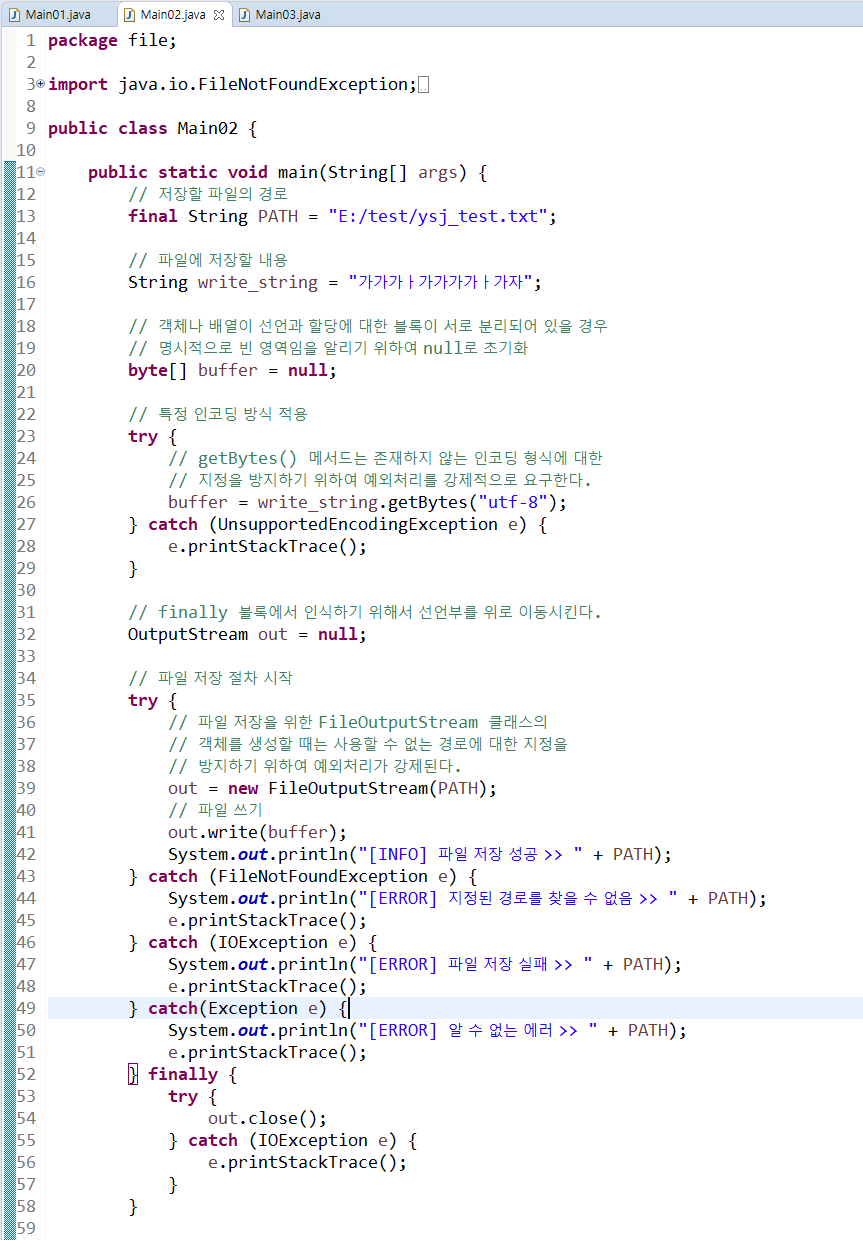 Main01.java Main02.java Main03.java
1 package file;
2
3 import java.io.FileNotFoundException;
8
9 public class Main02 {
10
11     public static void main(String[] args) {
12         // 저장할 파일의 경로
13         final String PATH = "E:/test/ysj_test.txt";
14
15         // 파일에 저장할 내용
16         String write_string = "가가가ㅏ가가가가ㅏ가자";
17
18         // 객체나 배열이 선언과 할당에 대한 블록이 서로 분리되어 있을 경우
19         // 명시적으로 빈 영역임을 알리기 위하여 null로 초기화
20         byte[] buffer = null;
21
22         // 특정 인코딩 방식 적용
23         try {
24             // getBytes() 메서드는 존재하지 않는 인코딩 형식에 대한
25             // 지정을 방지하기 위하여 예외처리를 강제적으로 요구한다.
26             buffer = write_string.getBytes("utf-8");
27         } catch (UnsupportedEncodingException e) {
28             e.printStackTrace();
29         }
30
31         // finally 블록에서 인식하기 위해서 선언부를 위로 이동시킨다.
32         OutputStream out = null;
33
34         // 파일 저장 절차 시작
35         try {
36             // 파일 저장을 위한 FileOutputStream 클래스의
37             // 객체를 생성할 때는 사용할 수 없는 경로에 대한 지정을
38             // 방지하기 위하여 예외처리가 강제된다.
39             out = new FileOutputStream(PATH);
40             // 파일 쓰기
41             out.write(buffer);
42             System.out.println("[INFO] 파일 저장 성공 >> " + PATH);
43         } catch (FileNotFoundException e) {
44             System.out.println("[ERROR] 지정된 경로를 찾을 수 없음 >> " + PATH);
45             e.printStackTrace();
46         } catch (IOException e) {
47             System.out.println("[ERROR] 파일 저장 실패 >> " + PATH);
48             e.printStackTrace();
49         } catch(Exception e) {
50             System.out.println("[ERROR] 알 수 없는 에러 >> " + PATH);
51             e.printStackTrace();
52         } finally {
53             try {
54                 out.close();
55             } catch (IOException e) {
56                 e.printStackTrace();
57             }
58         }
59